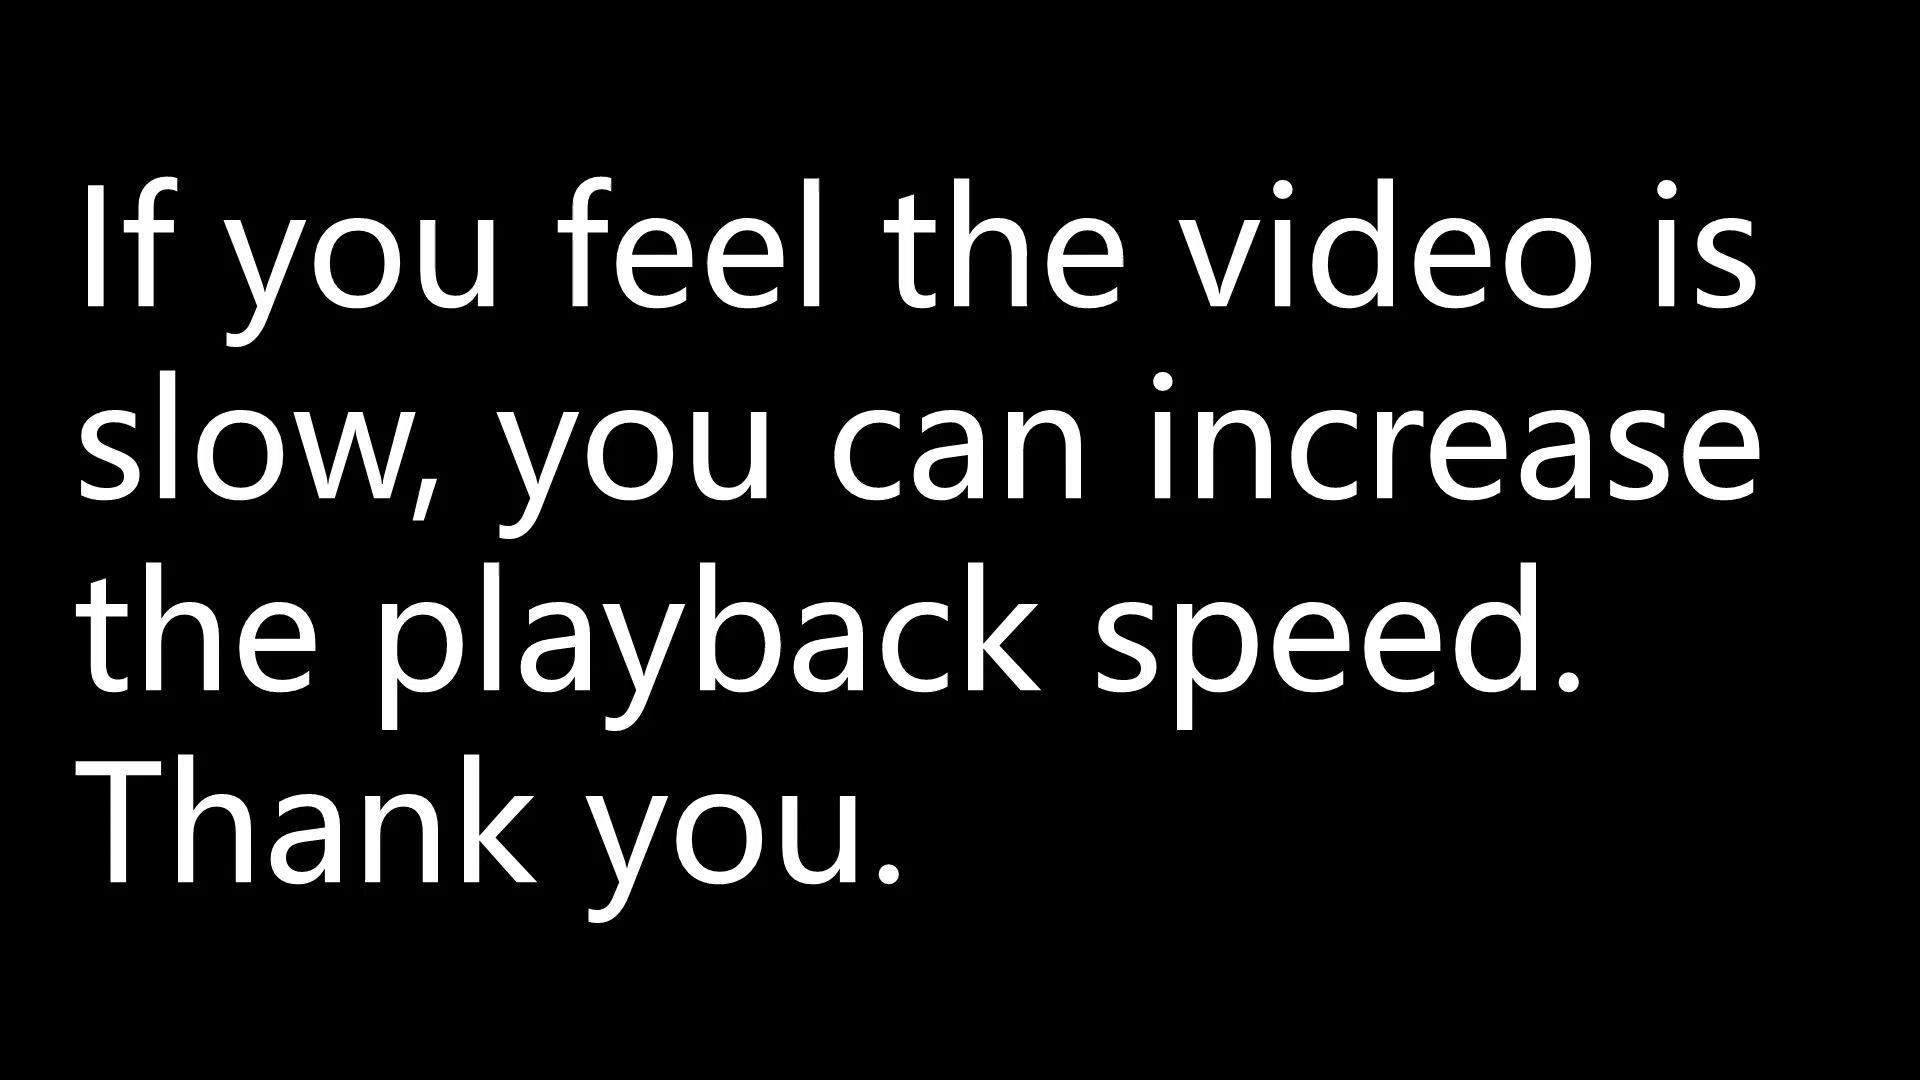 If you feel the video is
slow, you can increase
the playback speed.
Thank you.